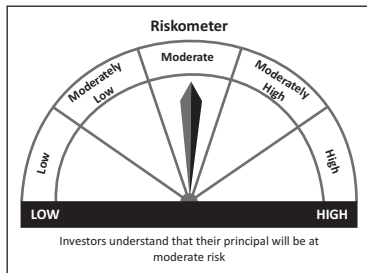 Riskometer
Moderate
Moderately
Low
Moderately
High
Low
High
LOW
HIGH
Investors understand that their principal will be at
moderate risk